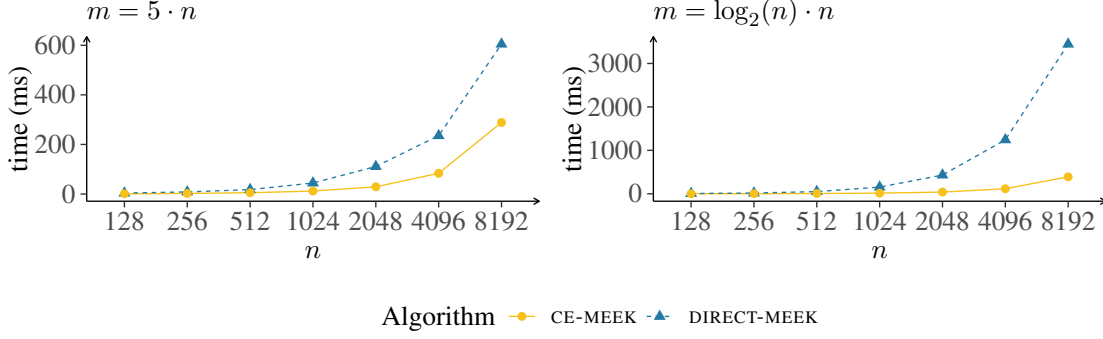 m = 5 · n
time (ms)
600
400
200
0
128 256 512 1024 2048 4096 8192
n
m = log₂(n) · n
time (ms)
3000
2000
1000
0
128 256 512 1024 2048 4096 8192
n
Algorithm CE-MEEK DIRECT-MEEK